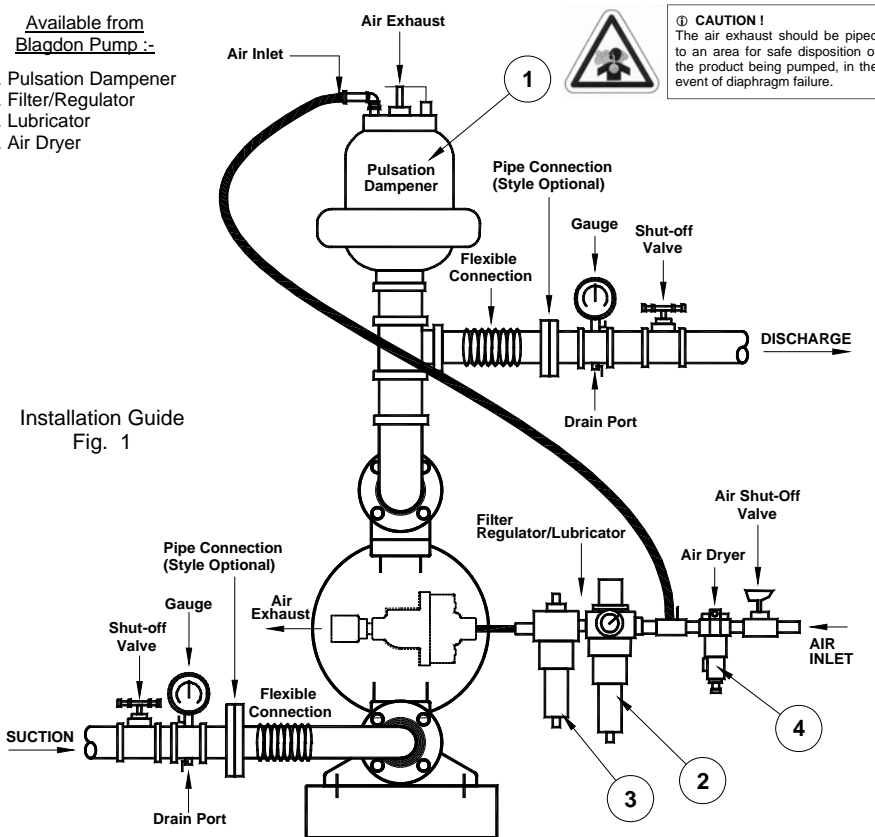 Available from
Blagdon Pump :-
. Pulsation Dampener
. Filter/Regulator
. Lubricator
. Air Dryer
Air Exhaust
Air Inlet
1
ⓘ CAUTION !
The air exhaust should be piped
to an area for safe disposition of
the product being pumped, in the
event of diaphragm failure.
Pulsation
Dampener
Pipe Connection
(Style Optional)
Gauge
Shut-off
Valve
Flexible
Connection
DISCHARGE
Drain Port
Installation Guide
Fig. 1
Air Shut-Off
Valve
Filter
Regulator/Lubricator
Air Dryer
Pipe Connection
(Style Optional)
Air
Exhaust
Gauge
Shut-off
Valve
AIR
INLET
Flexible
Connection
SUCTION
4
2
3
Drain Port